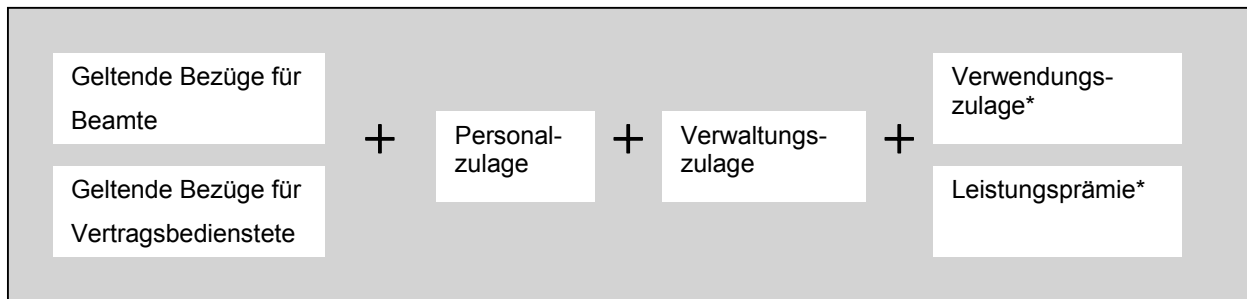 Geltende Bezüge für
Beamte
Geltende Bezüge für
Vertragsbedienstete
+
Personal-
zulage
+
Verwaltungs-
zulage
+
Verwendungs-
zulage*
Leistungsprämie*